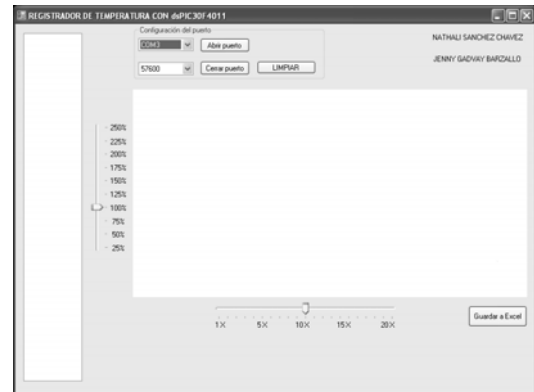 REGISTRADOR DE TEMPERATURA CON dsPIC30F4011
Configuración del puerto
COM3
Abrir puerto
57600
Cerrar puerto
LIMPIAR
NATHALI SANCHEZ CHAVEZ
JENNY GADVAY BARZALLO
250%
225%
200%
175%
150%
125%
100%
75%
50%
25%
1X 5X 10X 15X 20X
Guardar a Excel